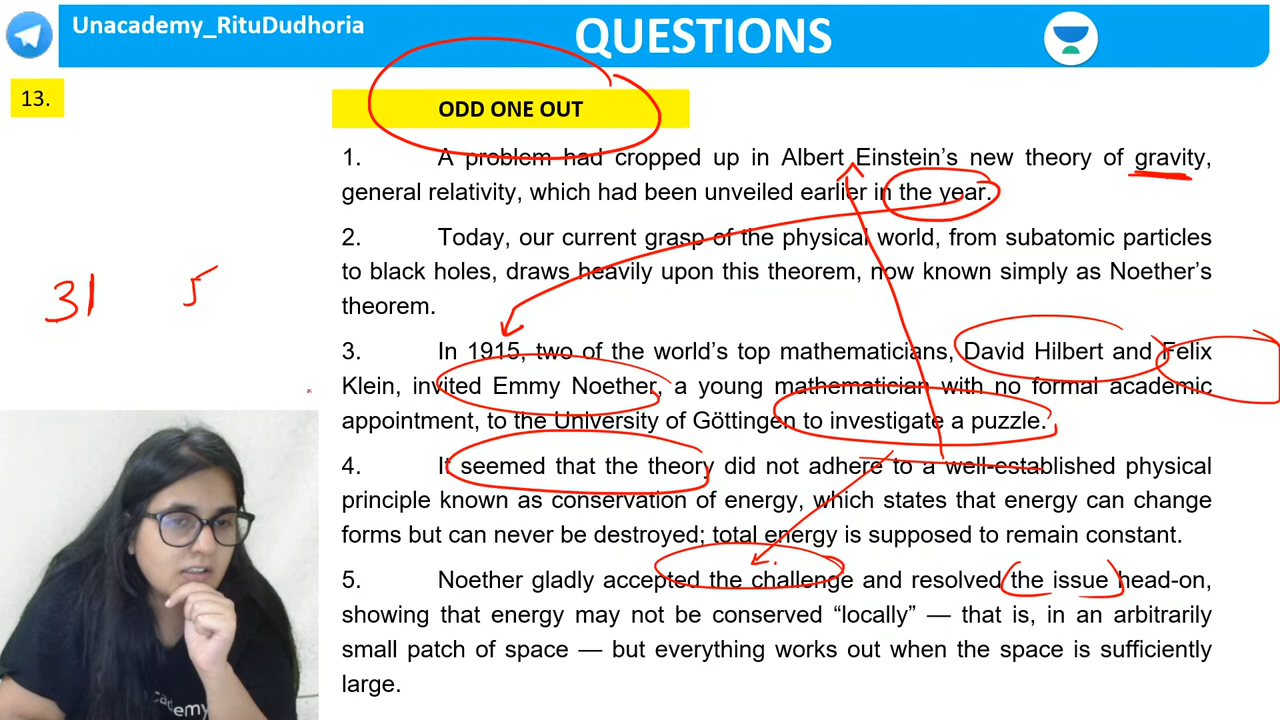 Unacademy_RituDudhoria
QUESTIONS
13.
ODD ONE OUT
1. A problem had cropped up in Albert Einstein's new theory of gravity,
general relativity, which had been unveiled earlier in the year.
2. Today, our current grasp of the physical world, from subatomic particles
to black holes, draws heavily upon this theorem, now known simply as Noether's
theorem.
3. In 1915, two of the world's top mathematicians, David Hilbert and Felix
Klein, invited Emmy Noether, a young mathematician with no formal academic
appointment, to the University of Göttingen to investigate a puzzle.
4. It seemed that the theory did not adhere to a well-established physical
principle known as conservation of energy, which states that energy can change
forms but can never be destroyed; total energy is supposed to remain constant.
5. Noether gladly accepted the challenge and resolved the issue head-on,
showing that energy may not be conserved “locally” — that is, in an arbitrarily
small patch of space — but everything works out when the space is sufficiently
large.
31 5